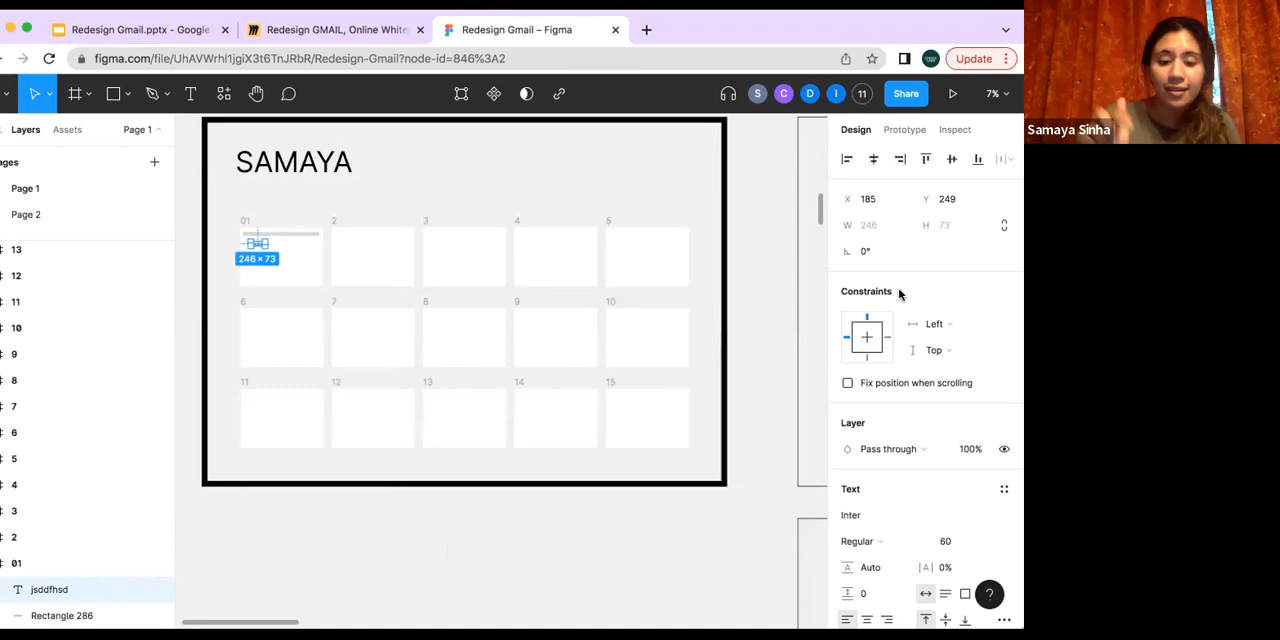 Redesign Gmail.pptx - Google
Redesign GMAIL, Online White
Redesign Gmail – Figma
figma.com/file/UhAVWrhl1jgiX3t6TnJRbR/Redesign-Gmail?node-id=846%3A2
Update
S
C
D
I
11
Share
7%
Layers
Assets
Page 1
ages
Page 1
Page 2
13
12
11
10
9
8
7
6
5
4
3
2
01
jsddfhsd
Rectangle 286
SAMAYA
01
2
3
4
5
246 × 73
6
7
8
9
10
11
12
13
14
15
Design
Prototype
Inspect
X 185
Y 249
W 246
H 73
0°
Constraints
Left
Top
Fix position when scrolling
Layer
Pass through
100%
Text
Inter
Regular
60
Auto
|A| 0%
0
?
Samaya Sinha